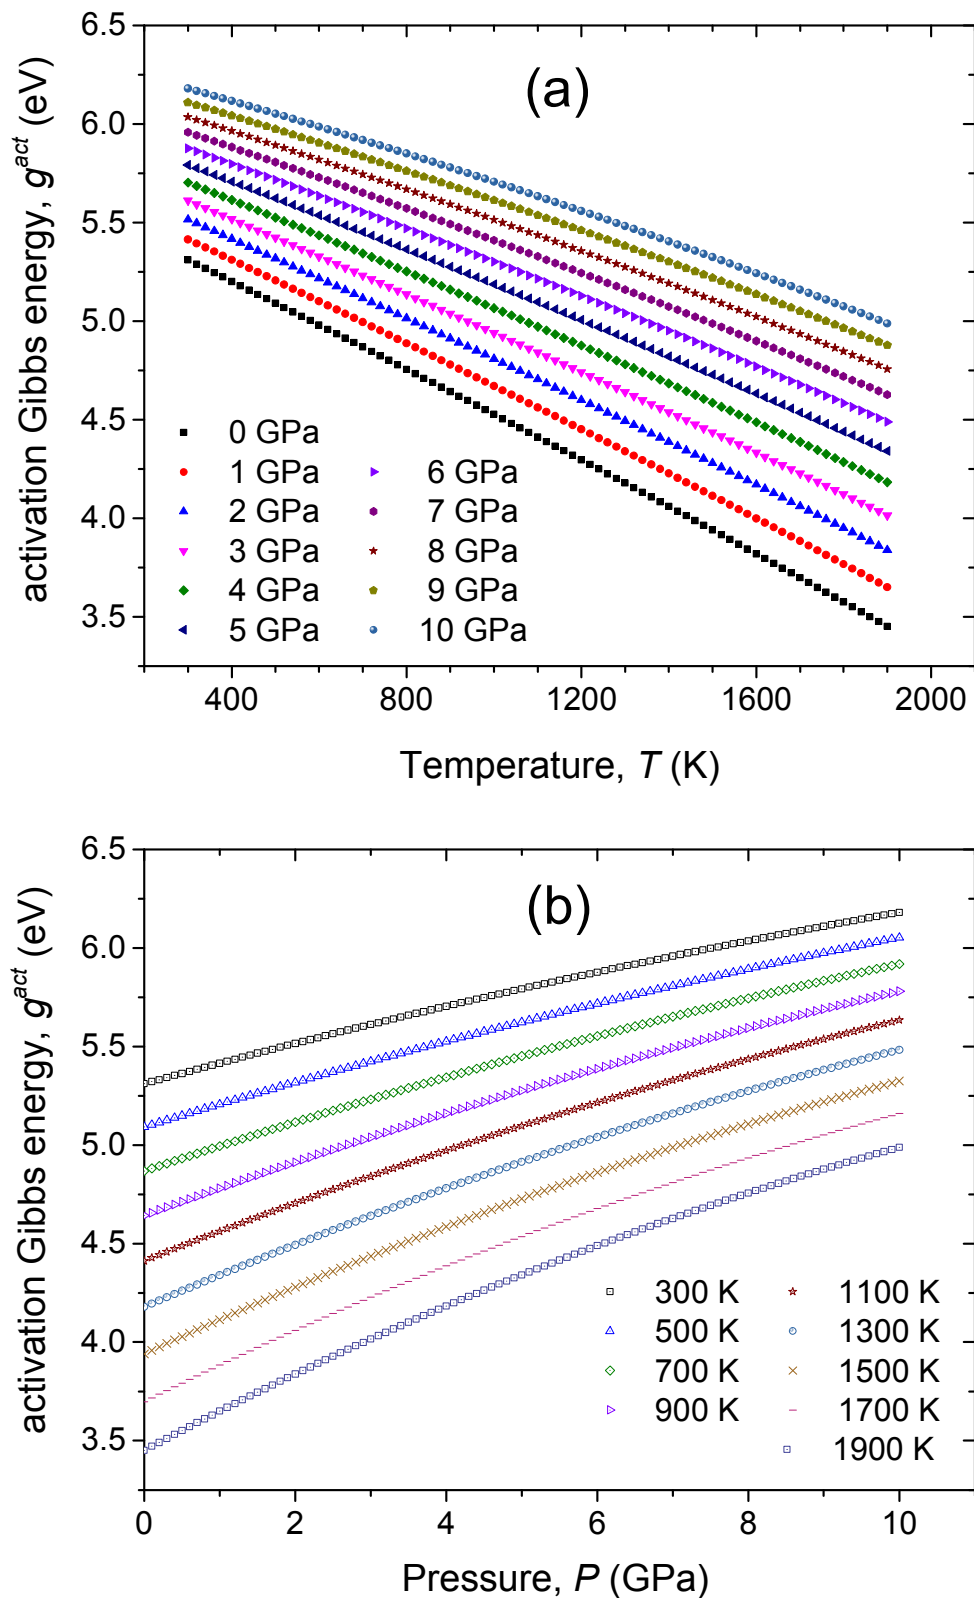 (a)
activation Gibbs energy, g^act (eV)
6.5
6.0
5.5
5.0
4.5
4.0
3.5
0 GPa
1 GPa
6 GPa
2 GPa
7 GPa
3 GPa
8 GPa
4 GPa
9 GPa
5 GPa
10 GPa
400 800 1200 1600 2000
Temperature, T (K)
(b)
activation Gibbs energy, g^act (eV)
6.5
6.0
5.5
5.0
4.5
4.0
3.5
300 K
1100 K
500 K
1300 K
700 K
1500 K
900 K
1700 K
1900 K
0 2 4 6 8 10
Pressure, P (GPa)